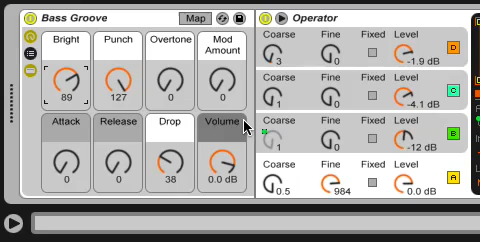 Bass Groove Map
Bright Punch Overtone Mod Amount
89 127 0 0
Attack Release Drop Volume
0 0 38 0.0 dB
Operator
Coarse Fine Fixed Level
3 0 -1.9 dB D
Coarse Fine Fixed Level
1 0 -4.1 dB C
Coarse Fine Fixed Level
1 0 -12 dB B
Coarse Fine Fixed Level
0.5 984 0.0 dB A